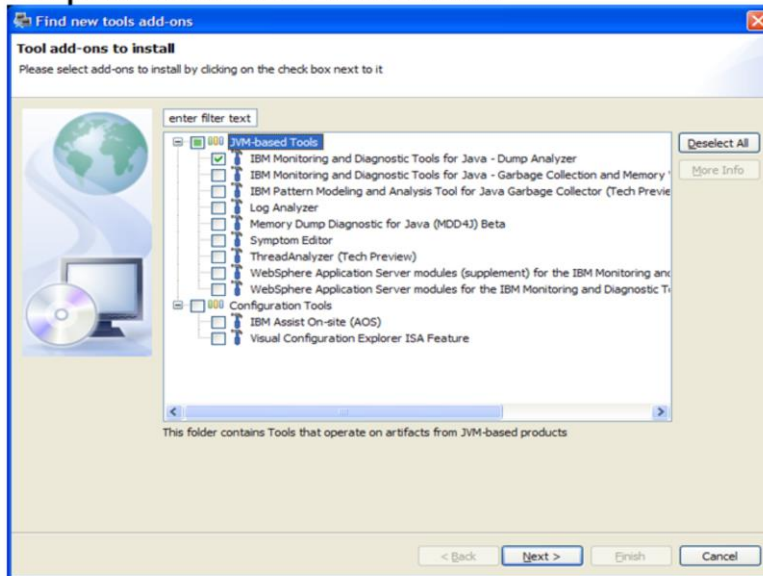 Find new tools add-ons
Tool add-ons to install
Please select add-ons to install by clicking on the check box next to it
enter filter text
JVM-based Tools
IBM Monitoring and Diagnostic Tools for Java - Dump Analyzer
IBM Monitoring and Diagnostic Tools for Java - Garbage Collection and Memory
IBM Pattern Modeling and Analysis Tool for Java Garbage Collector (Tech Previe
Log Analyzer
Memory Dump Diagnostic for Java (MDD4J) Beta
Symptom Editor
ThreadAnalyzer (Tech Preview)
WebSphere Application Server modules (supplement) for the IBM Monitoring and
WebSphere Application Server modules for the IBM Monitoring and Diagnostic T
Configuration Tools
IBM Assist On-site (AOS)
Visual Configuration Explorer ISA Feature
Deselect All
More Info
This folder contains Tools that operate on artifacts from JVM-based products
< Back
Next >
Finish
Cancel